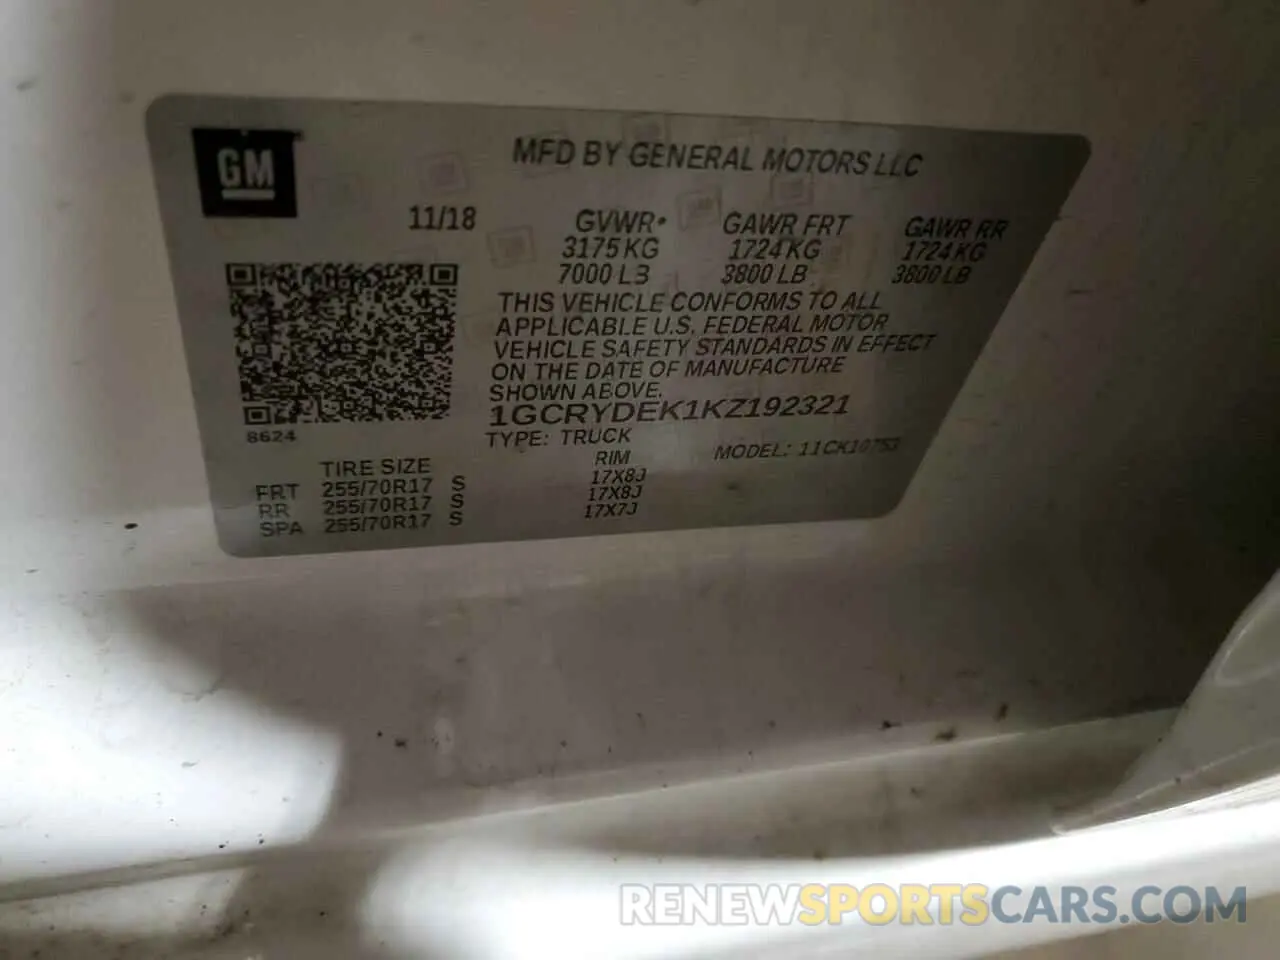 GM
MFD BY GENERAL MOTORS LLC
11/18 GVWR* GAWR FRT GAWR RR
3175 KG 1724 KG 1724 KG
7000 LB 3800 LB 3800 LB
THIS VEHICLE CONFORMS TO ALL
APPLICABLE U.S. FEDERAL MOTOR
VEHICLE SAFETY STANDARDS IN EFFECT
ON THE DATE OF MANUFACTURE
SHOWN ABOVE.
1GCRYDEK1KZ192321
8624
TYPE: TRUCK MODEL: 11CK10753
TIRE SIZE RIM
FRT 255/70R17 S 17X8J
RR 255/70R17 S 17X8J
SPA 255/70R17 S 17X7J
RENEWSPORTSCARS.COM